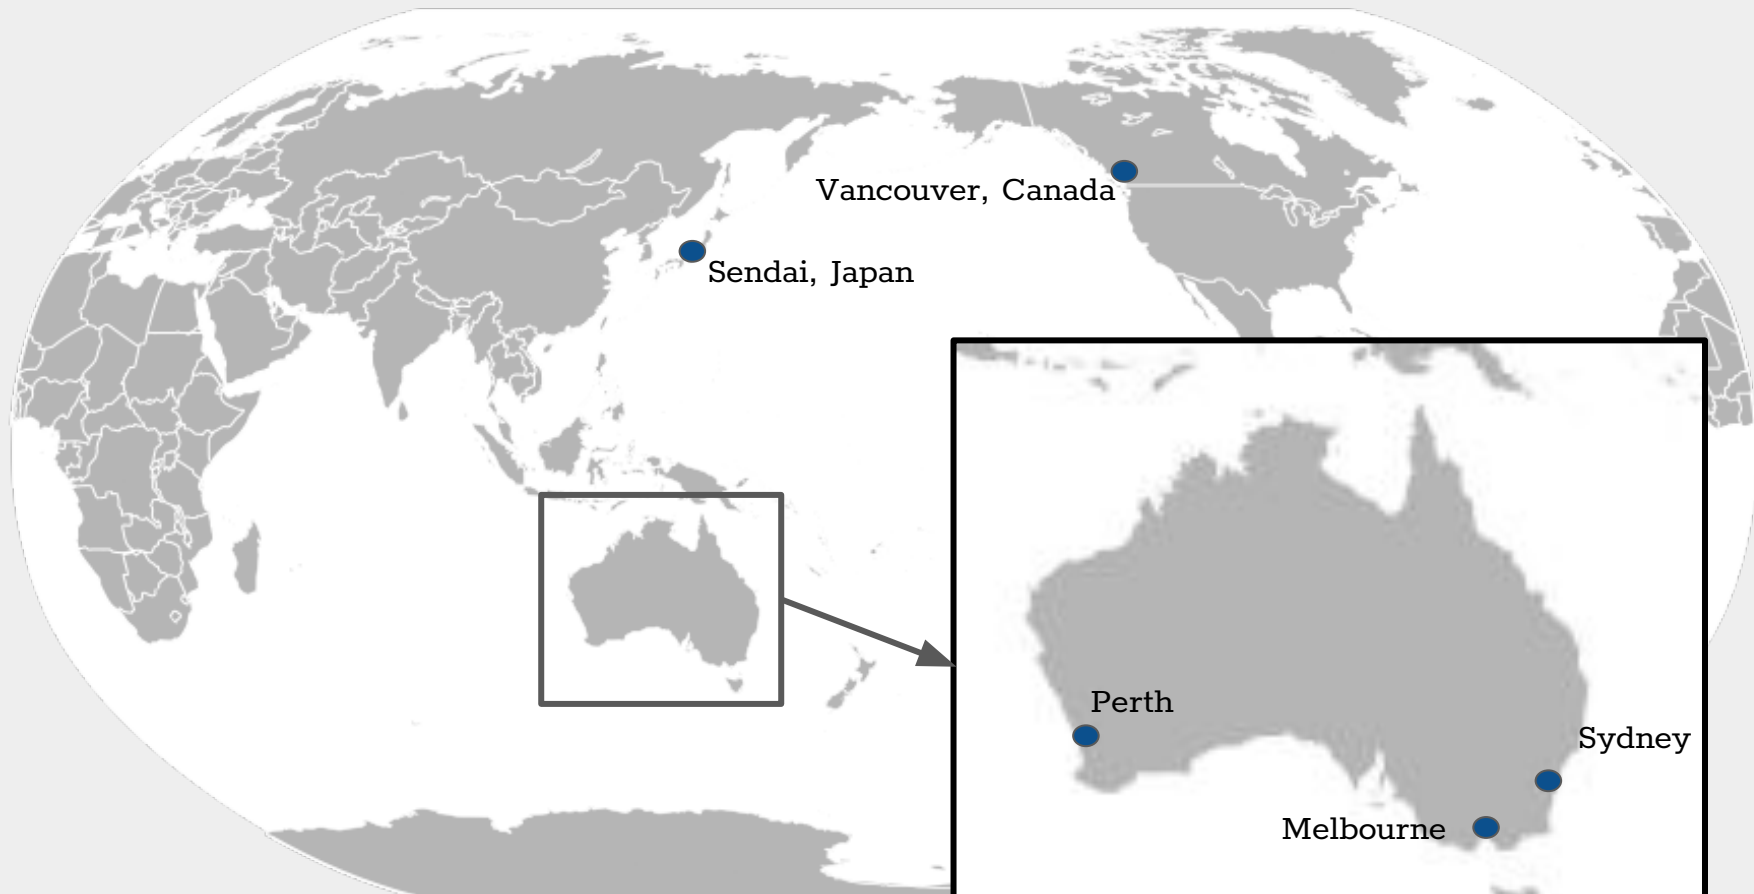 Vancouver, Canada
Sendai, Japan
Perth
Sydney
Melbourne